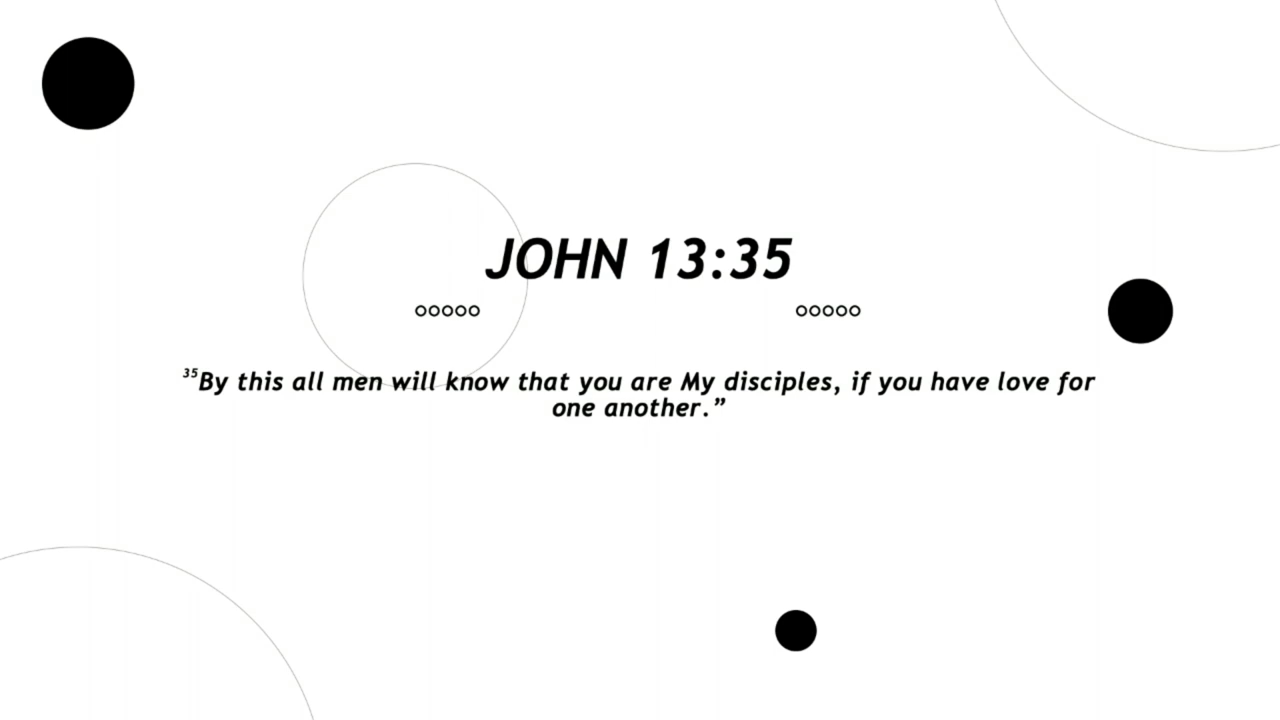 JOHN 13:35
³⁵By this all men will know that you are My disciples, if you have love for
one another.”